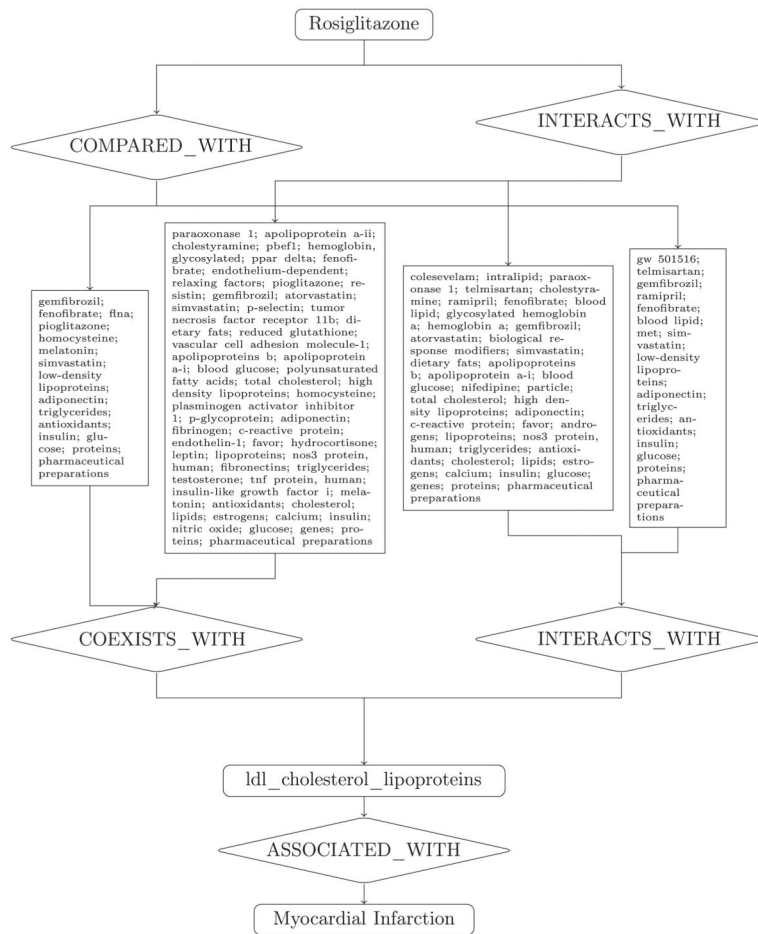 Rosiglitazone
COMPARED_WITH
INTERACTS_WITH
gemfibrozil;
fenofibrate; flna;
pioglitazone;
homocysteine;
melatonin;
simvastatin;
low-density
lipoproteins;
adiponectin;
triglycerides;
antioxidants;
insulin; glu-
cose; proteins;
pharmaceutical
preparations
paraoxonase 1; apolipoprotein a-ii;
cholestyramine; pbef1; hemoglobin,
glycosylated; ppar delta; fenofi-
brate; endothelium-dependent;
relaxing factors; pioglitazone; re-
sistin; gemfibrozil; atorvastatin;
simvastatin; p-selectin; tumor
necrosis factor receptor 11b; di-
etary fats; reduced glutathione;
vascular cell adhesion molecule-1;
apolipoproteins b; apolipoprotein
a-i; blood glucose; polyunsaturated
fatty acids; total cholesterol; high
density lipoproteins; homocysteine;
plasminogen activator inhibitor
1; p-glycoprotein; adiponectin;
fibrinogen; c-reactive protein;
endothelin-1; favor; hydrocortisone;
leptin; lipoproteins; nos3 protein,
human; fibronectins; triglycerides;
testosterone; tnf protein, human;
insulin-like growth factor i; mela-
tonin; antioxidants; cholesterol;
lipids; estrogens; calcium; insulin;
nitric oxide; glucose; genes; pro-
teins; pharmaceutical preparations
colesevelam; intralipid; paraox-
onase 1; telmisartan; cholestyra-
mine; ramipril; fenofibrate; blood
lipid; glycosylated hemoglobin
a; hemoglobin a; gemfibrozil;
atorvastatin; biological re-
sponse modifiers; simvastatin;
dietary fats; apolipoproteins
b; apolipoprotein a-i; blood
glucose; nifedipine; particle;
total cholesterol; high den-
sity lipoproteins; adiponectin;
c-reactive protein; favor; andro-
gens; lipoproteins; nos3 protein,
human; triglycerides; antioxi-
dants; cholesterol; lipids; estro-
gens; calcium; insulin; glucose;
genes; proteins; pharmaceutical
preparations
gw 501516;
telmisartan;
gemfibrozil;
ramipril;
fenofibrate;
blood lipid;
met; sim-
vastatin;
low-density
lipopro-
teins;
adiponectin;
triglyc-
erides; an-
tioxidants;
insulin;
glucose;
proteins;
pharma-
ceutical
prepara-
tions
COEXISTS_WITH
INTERACTS_WITH
ldl_cholesterol_lipoproteins
ASSOCIATED_WITH
Myocardial Infarction